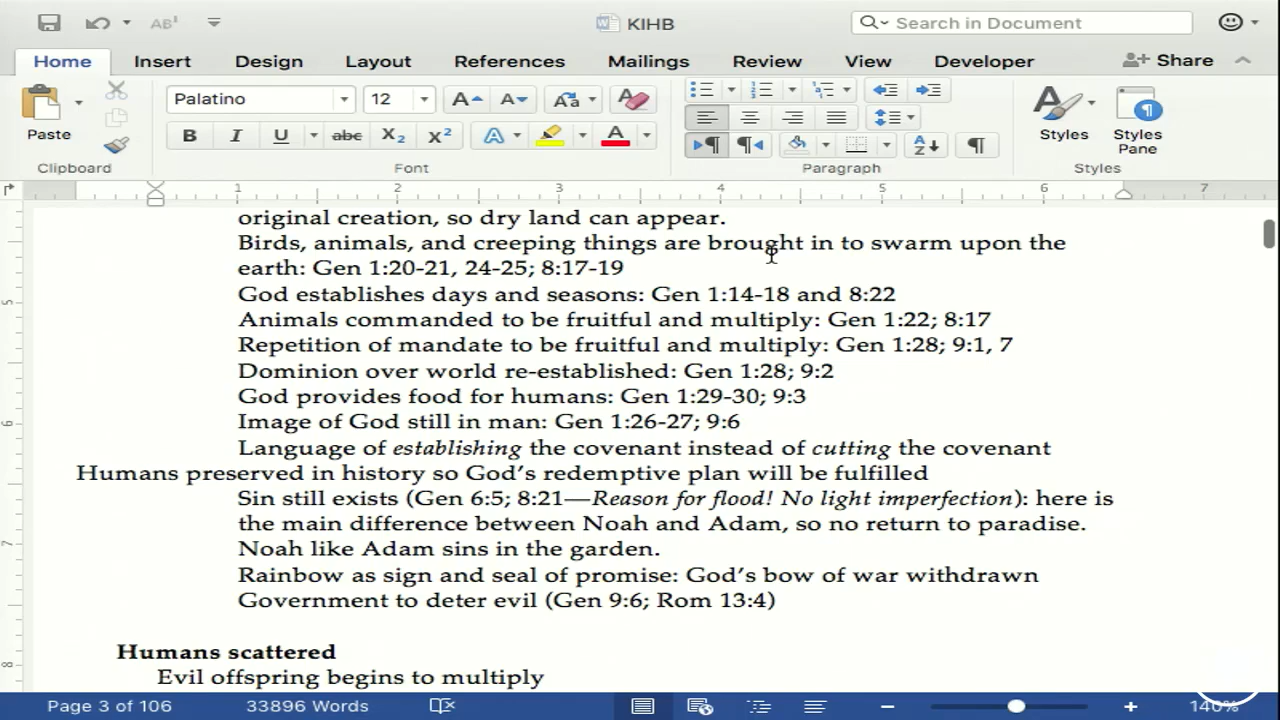 KIHB
Search in Document
Home Insert Design Layout References Mailings Review View Developer Share
Palatino 12
Paste
Styles Styles Pane
Clipboard Font Paragraph Styles
1 2 3 4 5 6 7
original creation, so dry land can appear.
Birds, animals, and creeping things are brought in to swarm upon the
earth: Gen 1:20-21, 24-25; 8:17-19
God establishes days and seasons: Gen 1:14-18 and 8:22
Animals commanded to be fruitful and multiply: Gen 1:22; 8:17
Repetition of mandate to be fruitful and multiply: Gen 1:28; 9:1, 7
Dominion over world re-established: Gen 1:28; 9:2
God provides food for humans: Gen 1:29-30; 9:3
Image of God still in man: Gen 1:26-27; 9:6
Language of establishing the covenant instead of cutting the covenant
Humans preserved in history so God’s redemptive plan will be fulfilled
Sin still exists (Gen 6:5; 8:21—Reason for flood! No light imperfection): here is
the main difference between Noah and Adam, so no return to paradise.
Noah like Adam sins in the garden.
Rainbow as sign and seal of promise: God’s bow of war withdrawn
Government to deter evil (Gen 9:6; Rom 13:4)
Humans scattered
Evil offspring begins to multiply
Page 3 of 106 33896 Words 140%